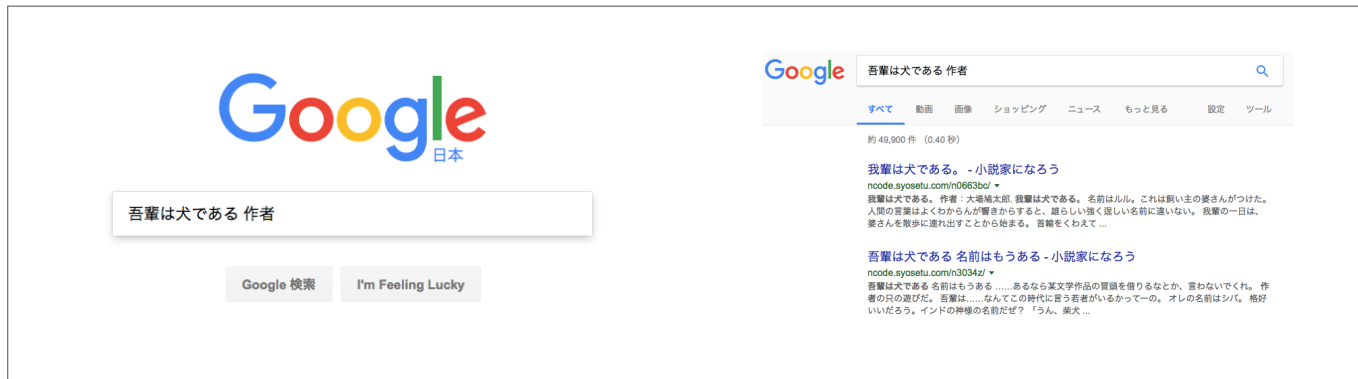 Google
日本
吾輩は犬である 作者
Google 検索
I'm Feeling Lucky
Google
吾輩は犬である 作者
すべて
動画
画像
ショッピング
ニュース
もっと見る
設定
ツール
約 49,900 件 （0.40 秒）
我輩は犬である。 - 小説家になろう
ncode.syosetu.com/n0663bc/
我輩は犬である。 作者：大場鳩太郎. 我輩は犬である。 名前はルル。これは飼い主の婆さんがつけた。
人間の言葉はよくわからんが響きからすると、雄らしい強く逞しい名前に違いない。 我輩の一日は、
婆さんを散歩に連れ出すことから始まる。 首輪をくわえて ...
吾輩は犬である 名前はもうある - 小説家になろう
ncode.syosetu.com/n3034z/
吾輩は犬である 名前はもうある ……あるなら某文学作品の冒頭を借りるなとか、言わないでくれ。 作
者の只の遊びだ。 吾輩は……なんてこの時代に言う若者がいるかってーの。 オレの名前はシバ。 格好
いいだろう。インドの神様の名前だぜ？ 「うん、柴犬 ...